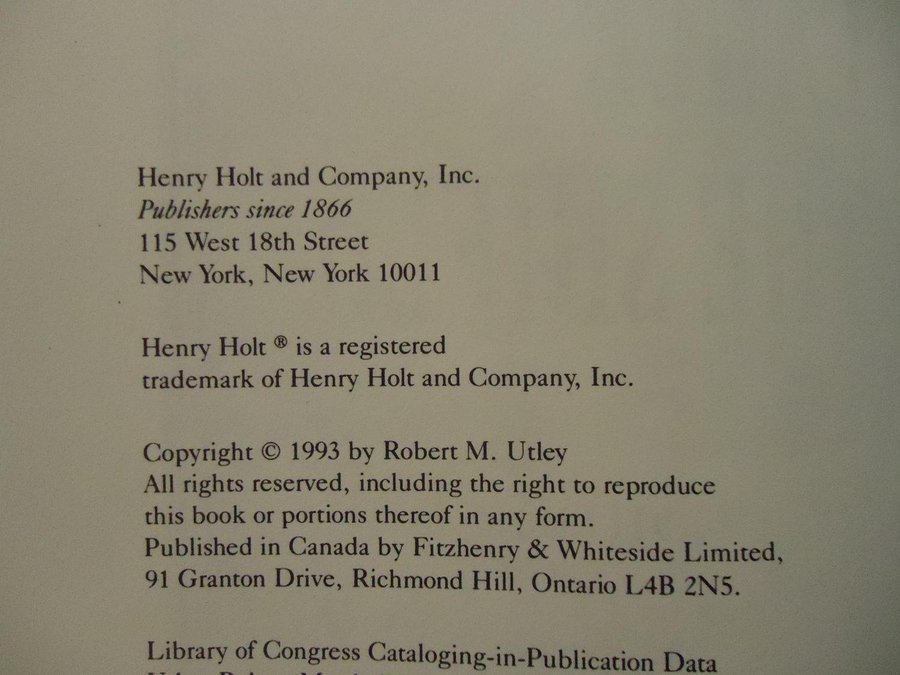 Henry Holt and Company, Inc.
Publishers since 1866
115 West 18th Street
New York, New York 10011
Henry Holt ® is a registered
trademark of Henry Holt and Company, Inc.
Copyright © 1993 by Robert M. Utley
All rights reserved, including the right to reproduce
this book or portions thereof in any form.
Published in Canada by Fitzhenry & Whiteside Limited,
91 Granton Drive, Richmond Hill, Ontario L4B 2N5.
Library of Congress Cataloging-in-Publication Data